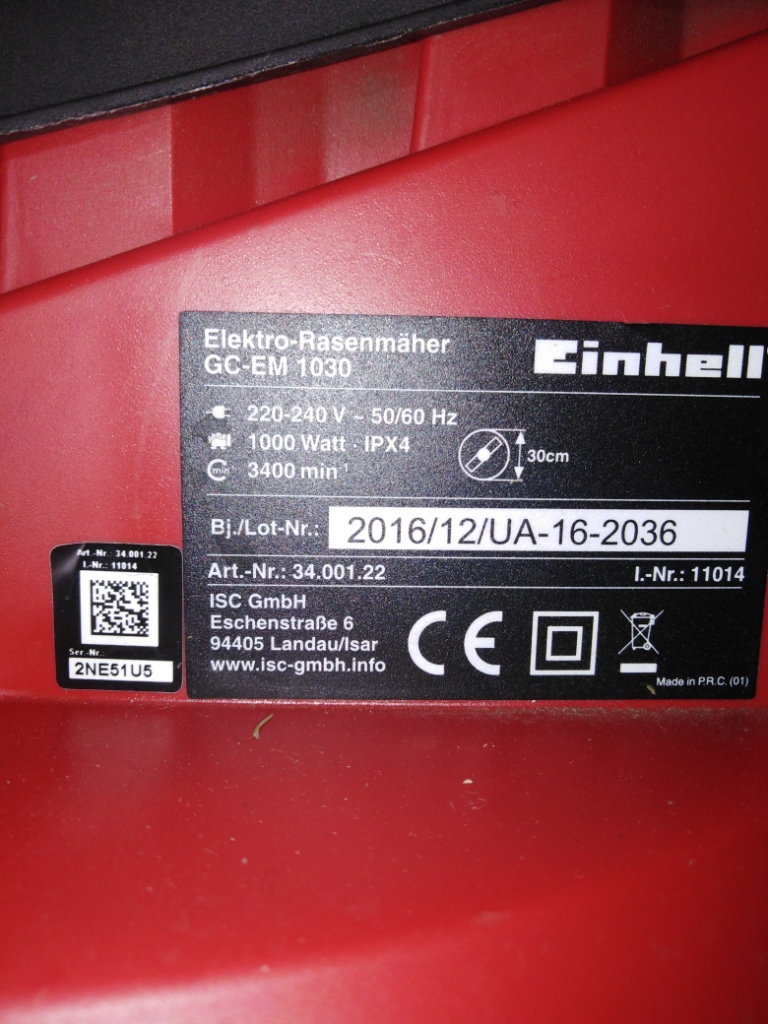 Elektro-Rasenmäher
GC-EM 1030
Einhell
220-240 V ~ 50/60 Hz
1000 Watt · IPX4
min 3400 min⁻¹
30cm
Bj./Lot-Nr.: 2016/12/UA-16-2036
Art.-Nr.: 34.001.22 I.-Nr.: 11014
ISC GmbH
Eschenstraße 6
94405 Landau/Isar
www.isc-gmbh.info
CE
Made in P.R.C. (01)
Art.-Nr.: 34.001.22
I.-Nr.: 11014
Ser.-Nr.:
2NE51U5